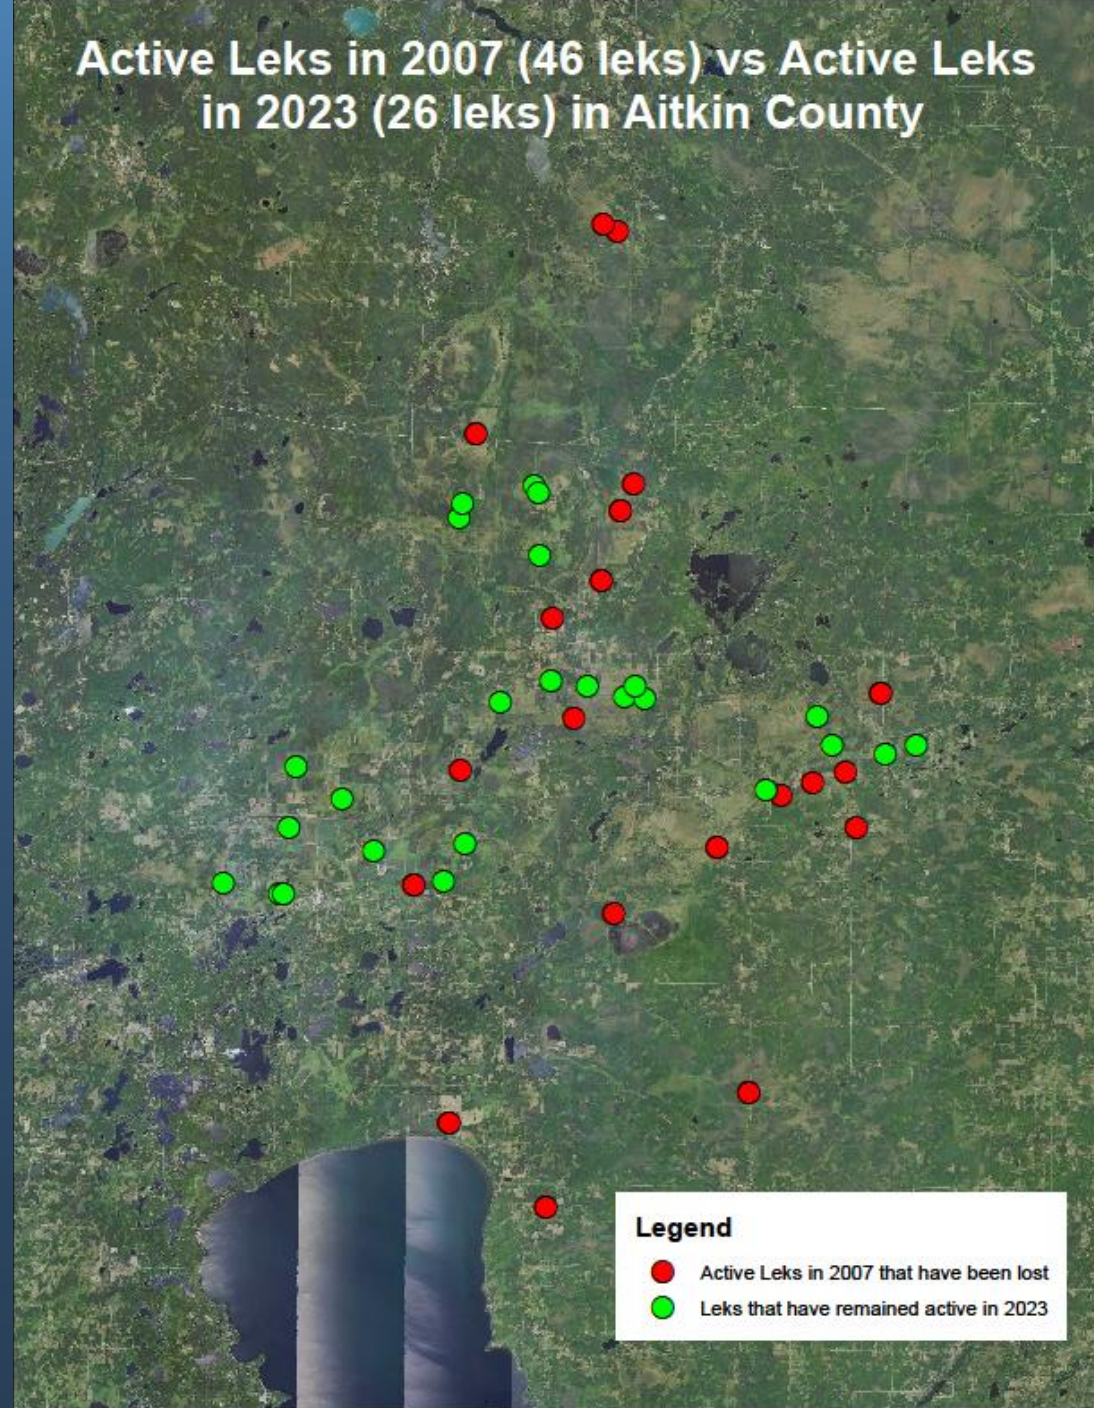 Active Leks in 2007 (46 leks) vs Active Leks
in 2023 (26 leks) in Aitkin County
Legend
Active Leks in 2007 that have been lost
Leks that have remained active in 2023